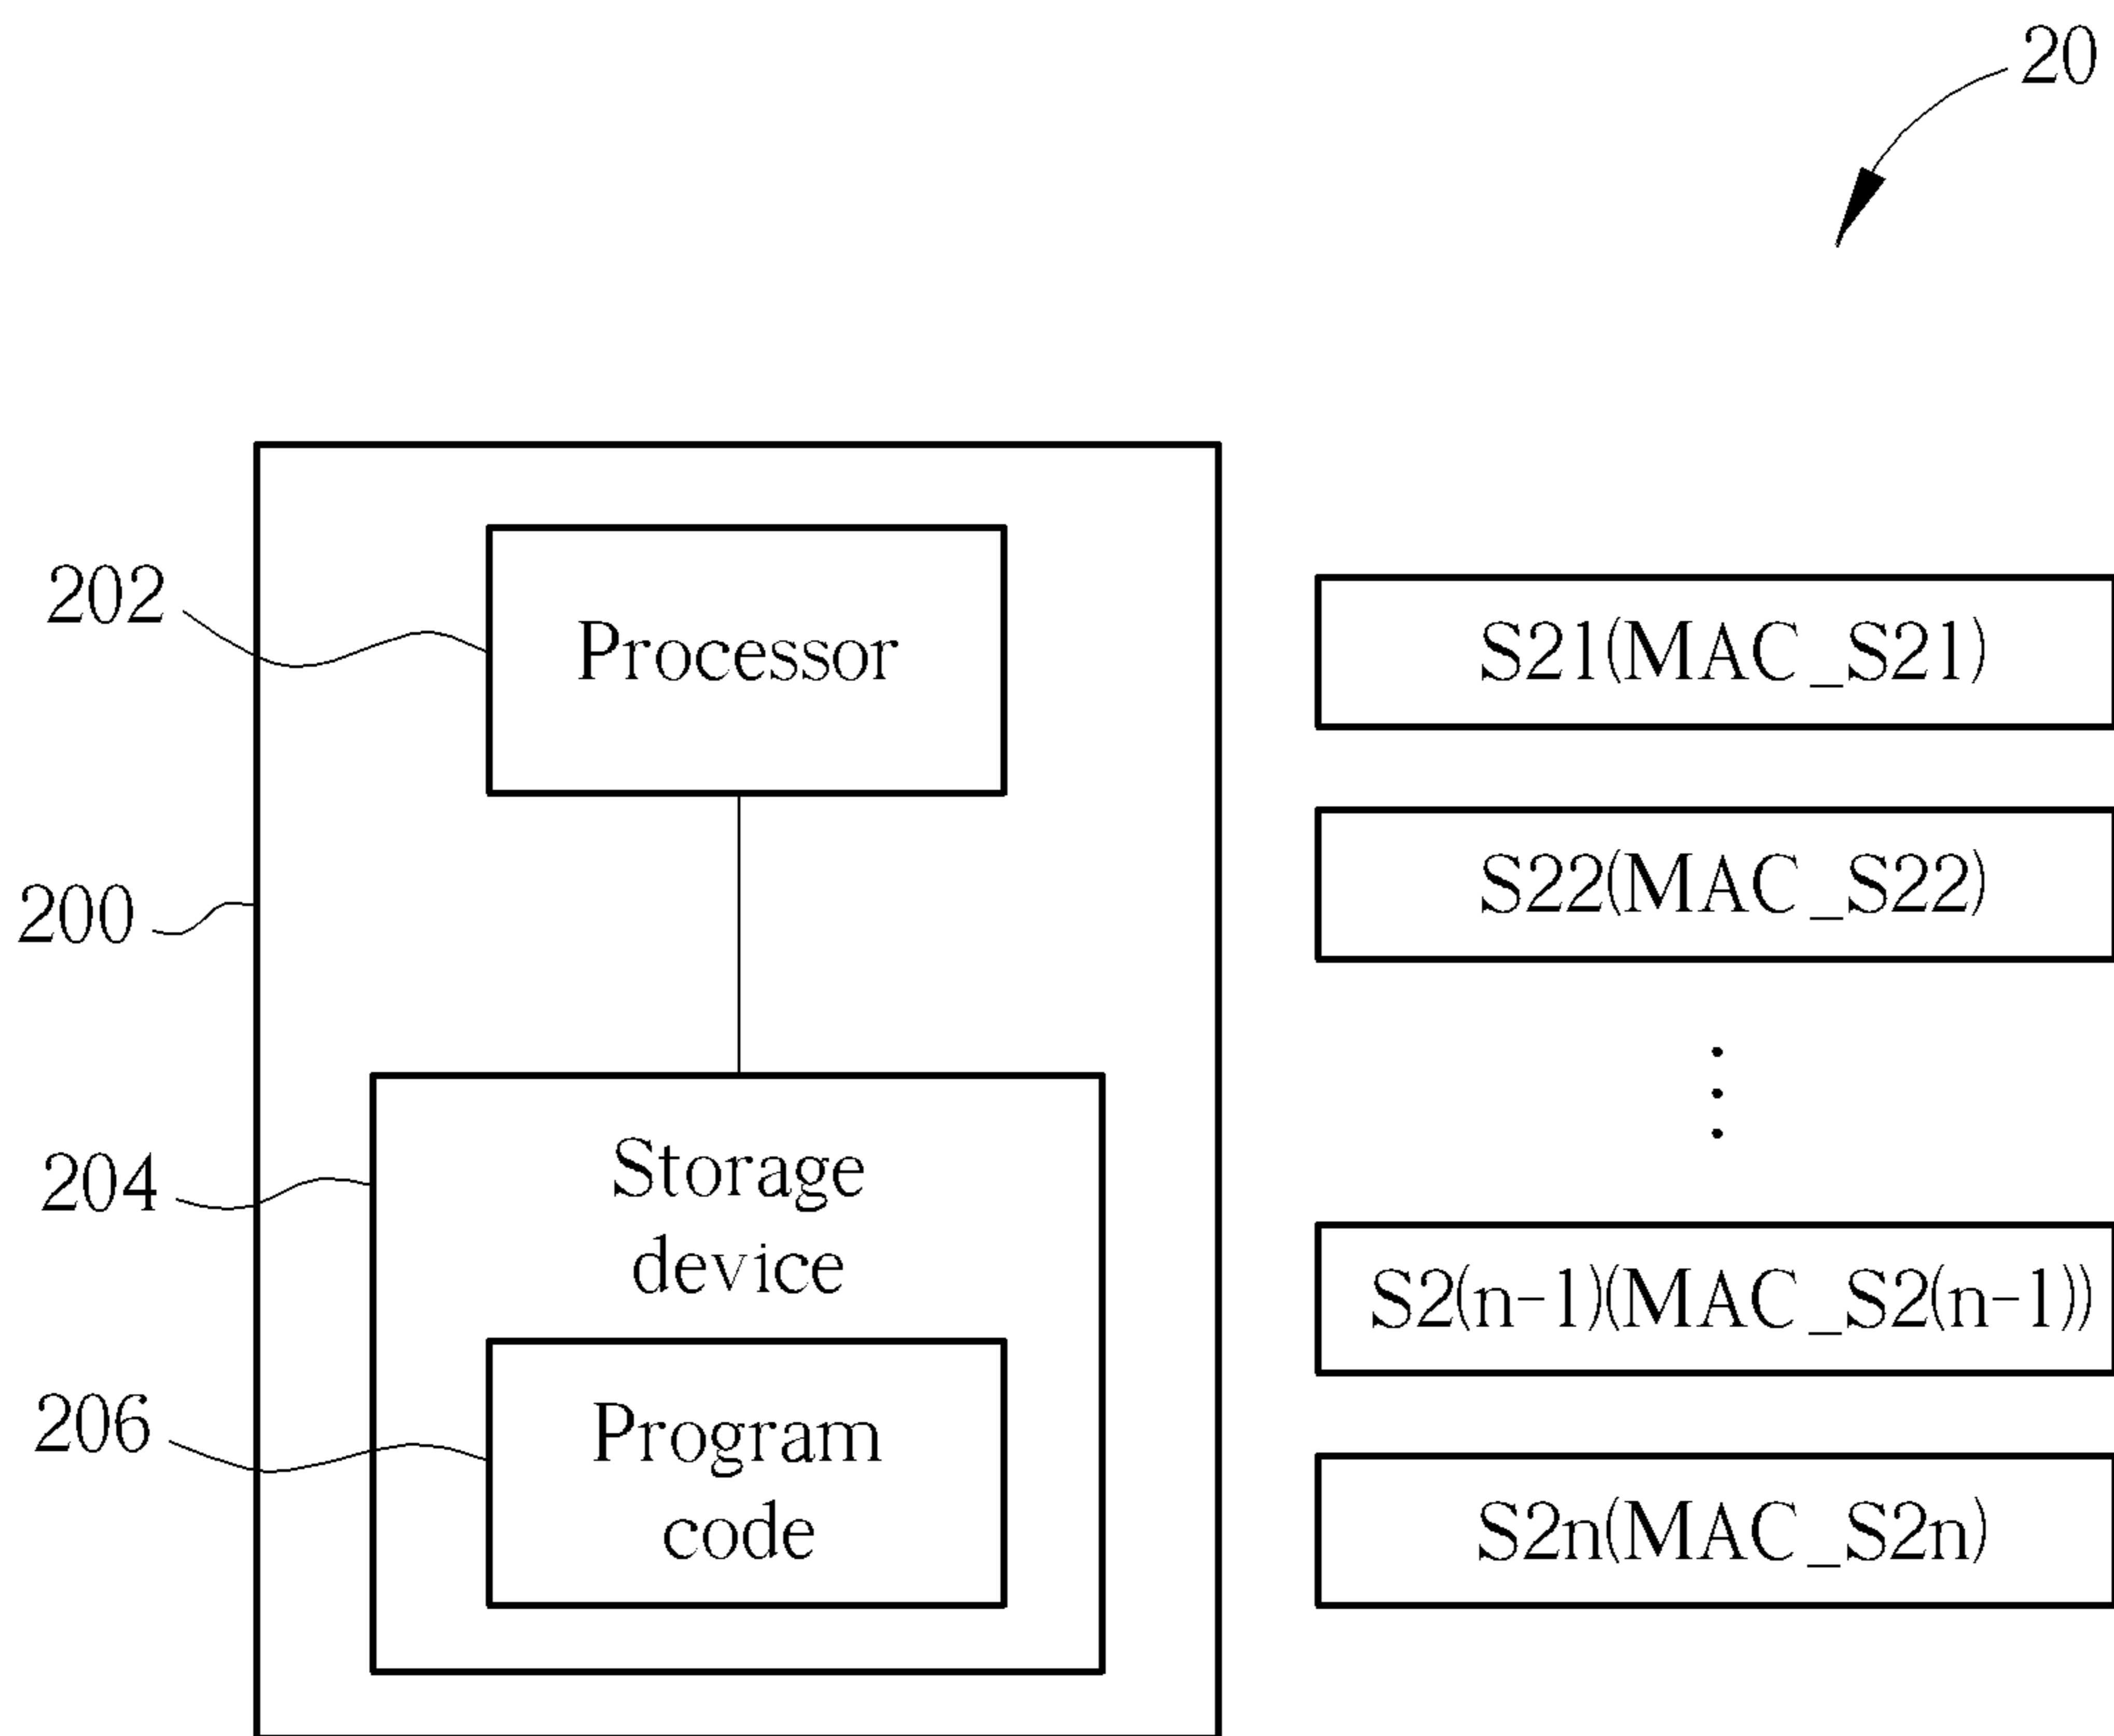 20
202
Processor
S21(MAC_S21)
S22(MAC_S22)
200
204
Storage
device
S2(n-1)(MAC_S2(n-1))
206
Program
code
S2n(MAC_S2n)